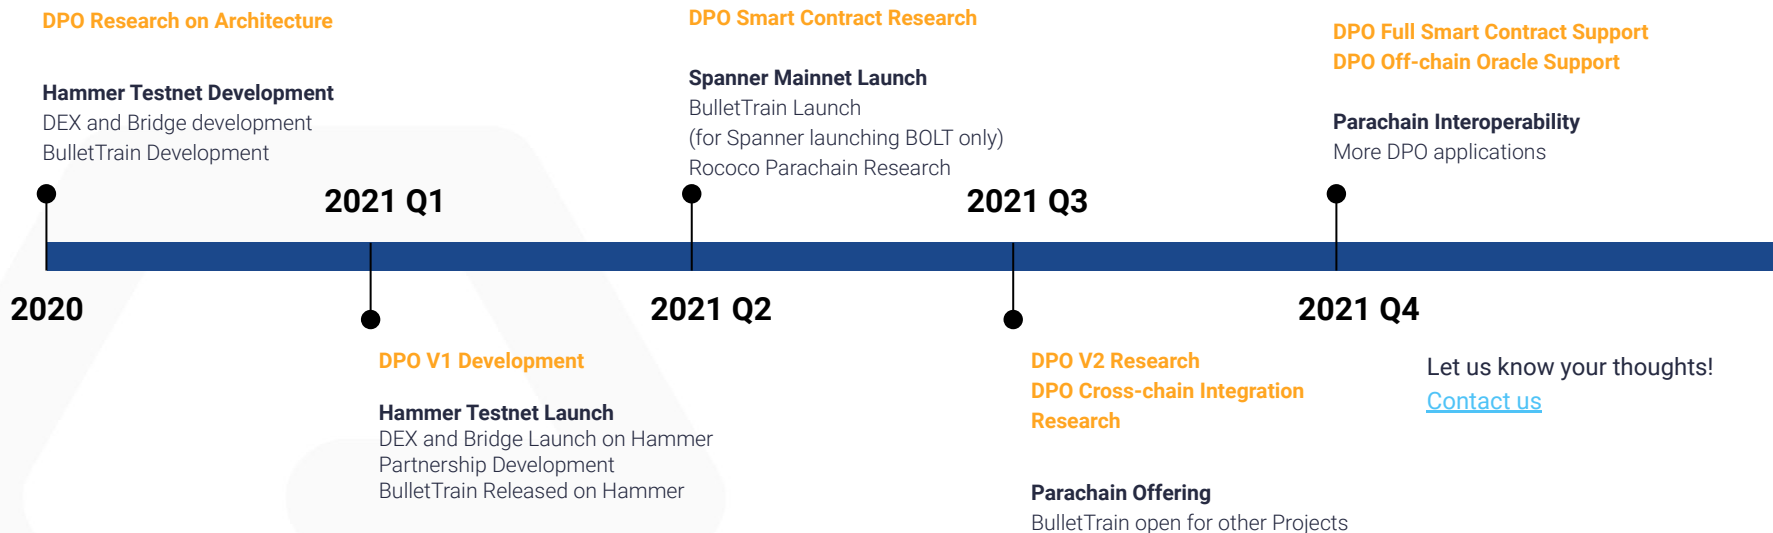 DPO Research on Architecture
Hammer Testnet Development
DEX and Bridge development
BulletTrain Development
2020
2021 Q1
DPO V1 Development
Hammer Testnet Launch
DEX and Bridge Launch on Hammer
Partnership Development
BulletTrain Released on Hammer
DPO Smart Contract Research
Spanner Mainnet Launch
BulletTrain Launch
(for Spanner launching BOLT only)
Rococo Parachain Research
2021 Q2
2021 Q3
DPO V2 Research
DPO Cross-chain Integration
Research
Parachain Offering
BulletTrain open for other Projects
DPO Full Smart Contract Support
DPO Off-chain Oracle Support
Parachain Interoperability
More DPO applications
2021 Q4
Let us know your thoughts!
Contact us